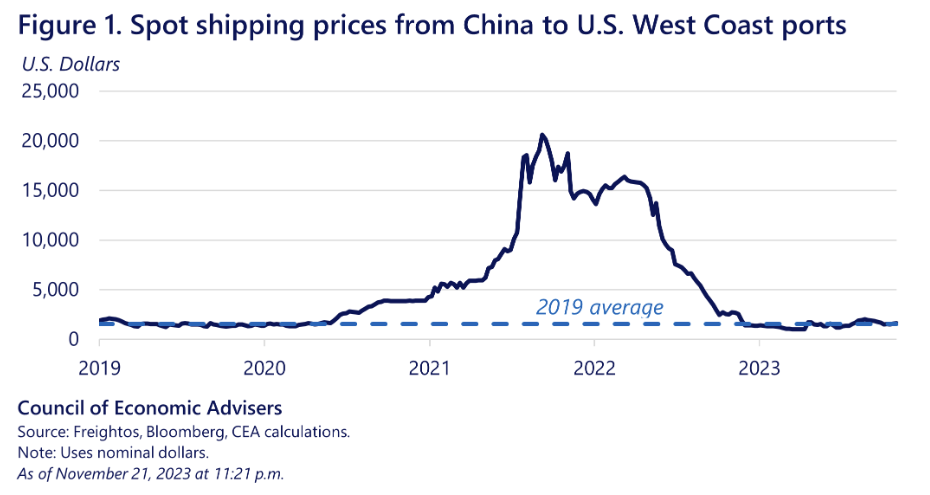 Figure 1. Spot shipping prices from China to U.S. West Coast ports
U.S. Dollars
25,000
20,000
15,000
10,000
5,000
0
2019 average
2019 2020 2021 2022 2023
Council of Economic Advisers
Source: Freightos, Bloomberg, CEA calculations.
Note: Uses nominal dollars.
As of November 21, 2023 at 11:21 p.m.